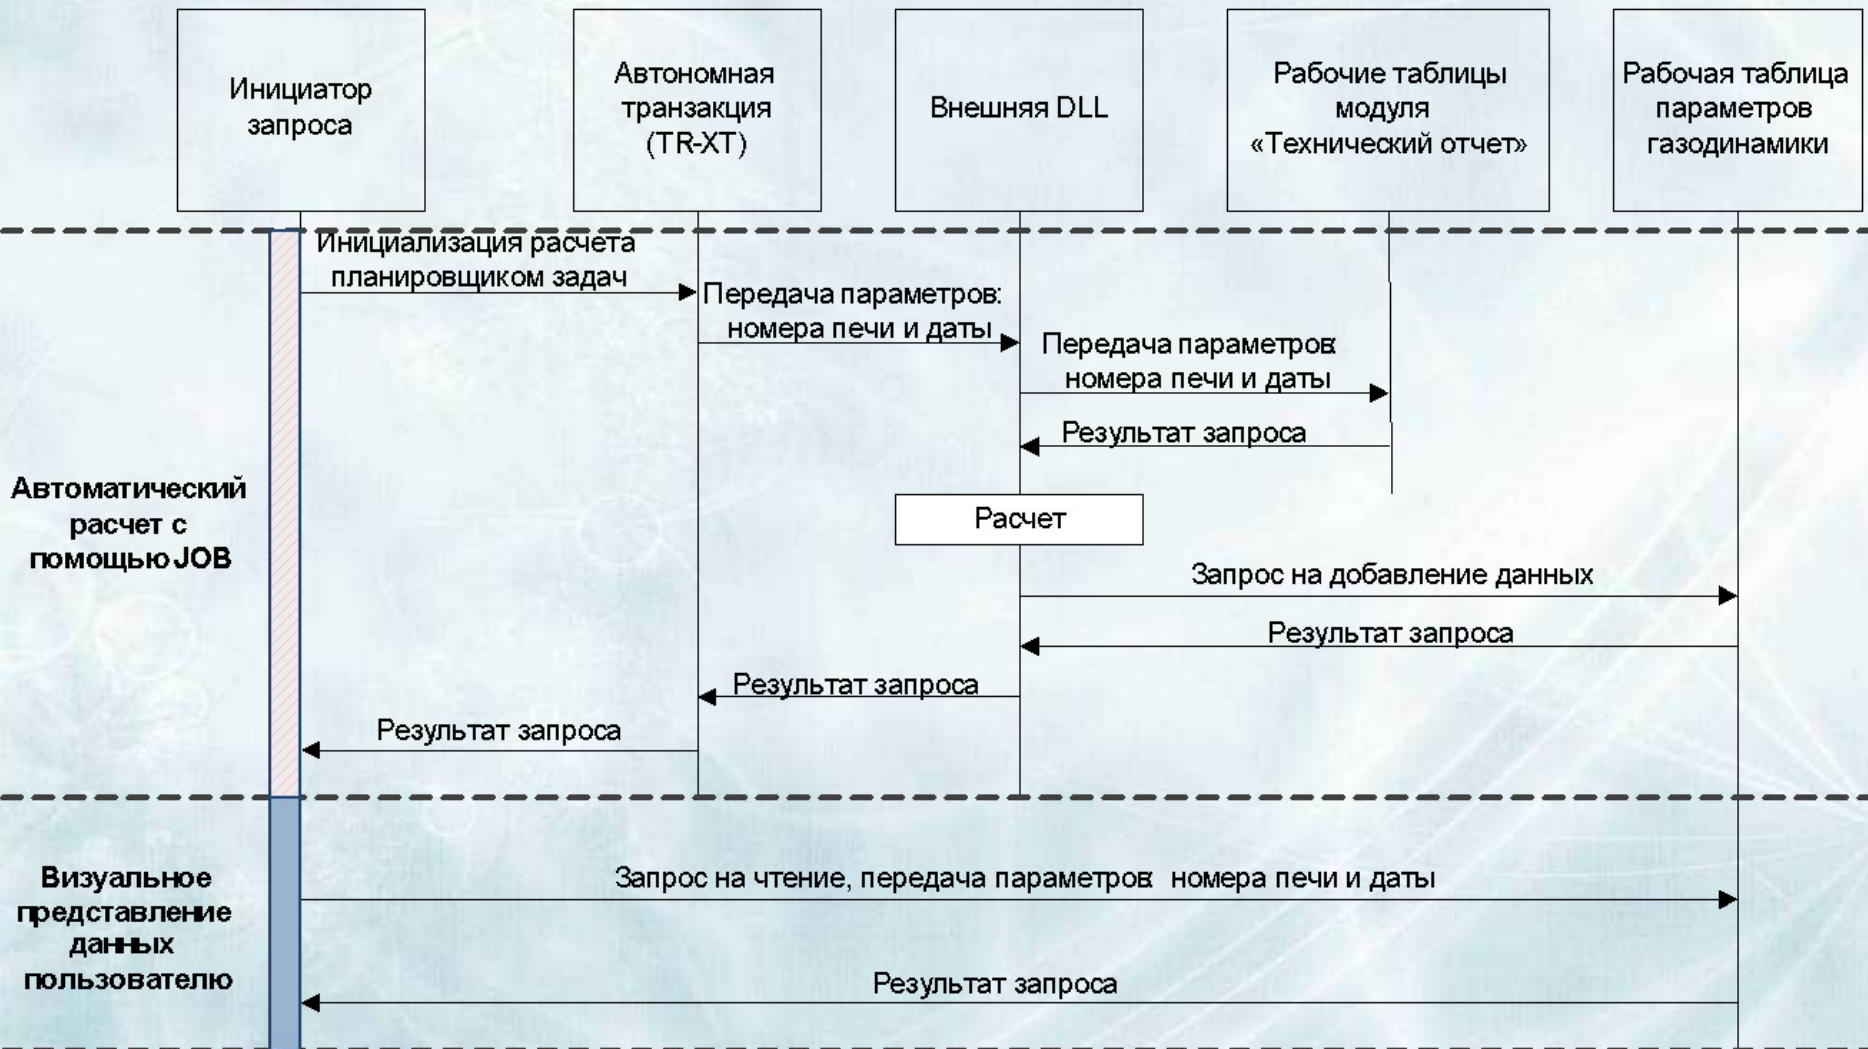 Инициатор
запроса
Автономная
транзакция
(TR-XT)
Внешняя DLL
Рабочие таблицы
модуля
«Технический отчет»
Рабочая таблица
параметров
газодинамики
Инициализация расчета
планировщиком задач
Передача параметров:
номера печи и даты
Передача параметров:
номера печи и даты
Результат запроса
Автоматический
расчет с
помощью JOB
Расчет
Запрос на добавление данных
Результат запроса
Результат запроса
Результат запроса
Визуальное
представление
данных
пользователю
Запрос на чтение, передача параметров: номера печи и даты
Результат запроса